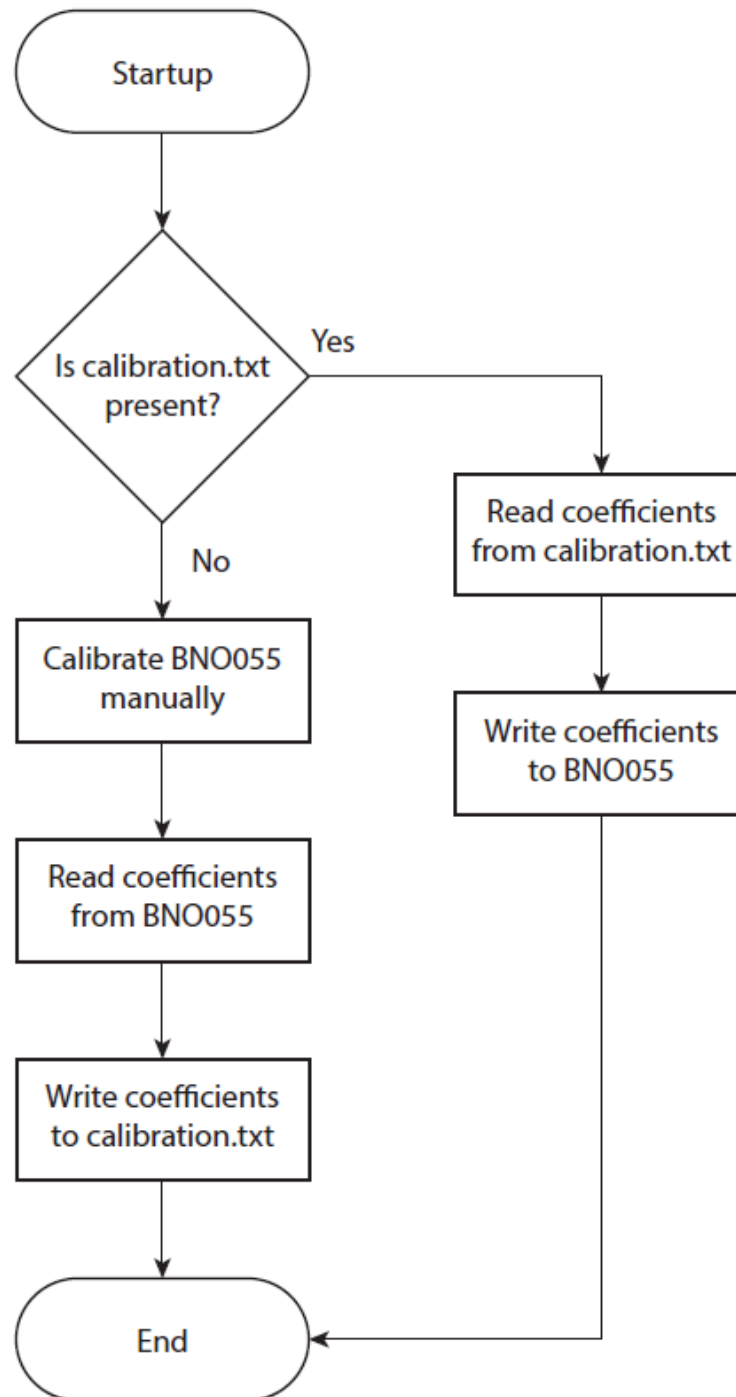 Startup
Is calibration.txt
present?
Yes
No
Read coefficients
from calibration.txt
Write coefficients
to BNO055
Calibrate BNO055
manually
Read coefficients
from BNO055
Write coefficients
to calibration.txt
End